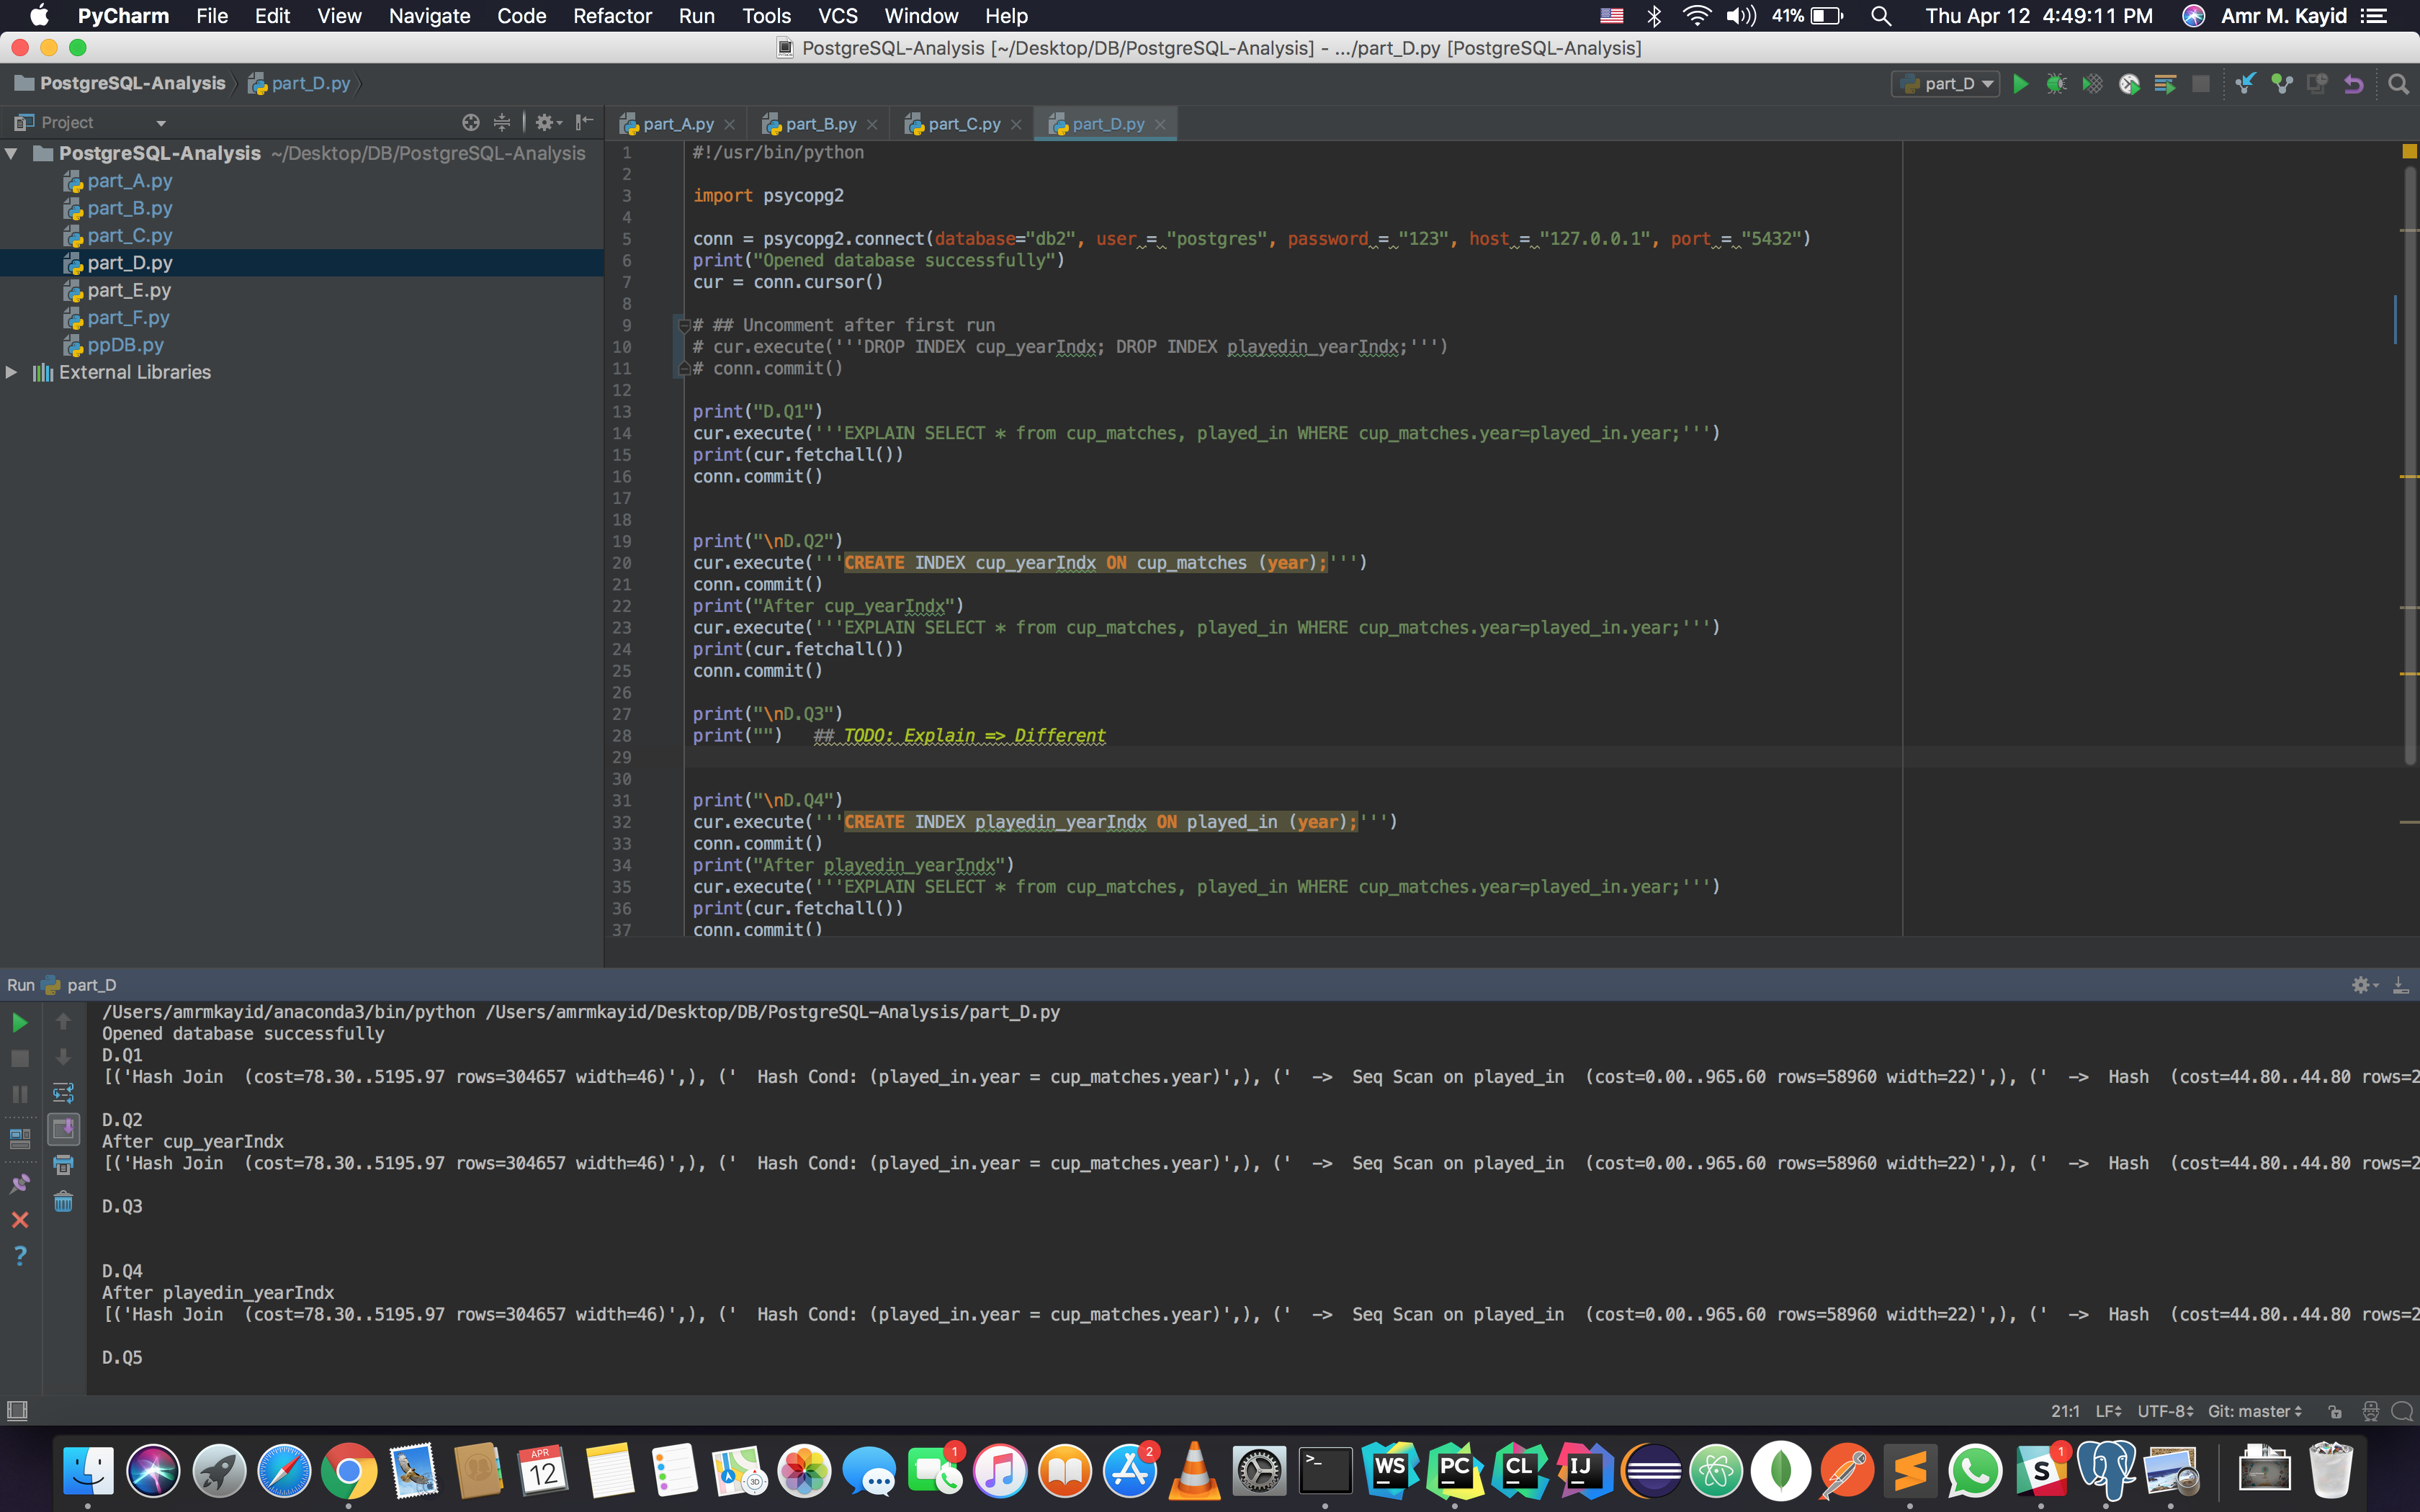 PyCharm File Edit View Navigate Code Refactor Run Tools VCS Window Help 41% Thu Apr 12 4:49:11 PM Amr M. Kayid
PostgreSQL-Analysis [~/Desktop/DB/PostgreSQL-Analysis] - .../part_D.py [PostgreSQL-Analysis]
PostgreSQL-Analysis part_D.py part_D
Project
PostgreSQL-Analysis ~/Desktop/DB/PostgreSQL-Analysis
part_A.py
part_B.py
part_C.py
part_D.py
part_E.py
part_F.py
ppDB.py
External Libraries
part_A.py part_B.py part_C.py part_D.py
1 #!/usr/bin/python
2
3 import psycopg2
4
5 conn = psycopg2.connect(database="db2", user = "postgres", password = "123", host = "127.0.0.1", port = "5432")
6 print("Opened database successfully")
7 cur = conn.cursor()
8
9 # ## Uncomment after first run
10 # cur.execute('''DROP INDEX cup_yearIndx; DROP INDEX playedin_yearIndx;''')
11 # conn.commit()
12
13 print("D.Q1")
14 cur.execute('''EXPLAIN SELECT * from cup_matches, played_in WHERE cup_matches.year=played_in.year;''')
15 print(cur.fetchall())
16 conn.commit()
17
18
19 print("\nD.Q2")
20 cur.execute('''CREATE INDEX cup_yearIndx ON cup_matches (year);''')
21 conn.commit()
22 print("After cup_yearIndx")
23 cur.execute('''EXPLAIN SELECT * from cup_matches, played_in WHERE cup_matches.year=played_in.year;''')
24 print(cur.fetchall())
25 conn.commit()
26
27 print("\nD.Q3")
28 print("") ## TODO: Explain => Different
29
30
31 print("\nD.Q4")
32 cur.execute('''CREATE INDEX playedin_yearIndx ON played_in (year);''')
33 conn.commit()
34 print("After playedin_yearIndx")
35 cur.execute('''EXPLAIN SELECT * from cup_matches, played_in WHERE cup_matches.year=played_in.year;''')
36 print(cur.fetchall())
37 conn.commit()
Run part_D
/Users/amrmkayid/anaconda3/bin/python /Users/amrmkayid/Desktop/DB/PostgreSQL-Analysis/part_D.py
Opened database successfully
D.Q1
[('Hash Join (cost=78.30..5195.97 rows=304657 width=46)',), (' Hash Cond: (played_in.year = cup_matches.year)',), (' -> Seq Scan on played_in (cost=0.00..965.60 rows=58960 width=22)',), (' -> Hash (cost=44.80..44.80 rows=2
D.Q2
After cup_yearIndx
[('Hash Join (cost=78.30..5195.97 rows=304657 width=46)',), (' Hash Cond: (played_in.year = cup_matches.year)',), (' -> Seq Scan on played_in (cost=0.00..965.60 rows=58960 width=22)',), (' -> Hash (cost=44.80..44.80 rows=2
D.Q3
D.Q4
After playedin_yearIndx
[('Hash Join (cost=78.30..5195.97 rows=304657 width=46)',), (' Hash Cond: (played_in.year = cup_matches.year)',), (' -> Seq Scan on played_in (cost=0.00..965.60 rows=58960 width=22)',), (' -> Hash (cost=44.80..44.80 rows=2
D.Q5
21:1 LF UTF-8 Git: master
APR 12 3D 1 2 >_ WS PC CL IJ S 1